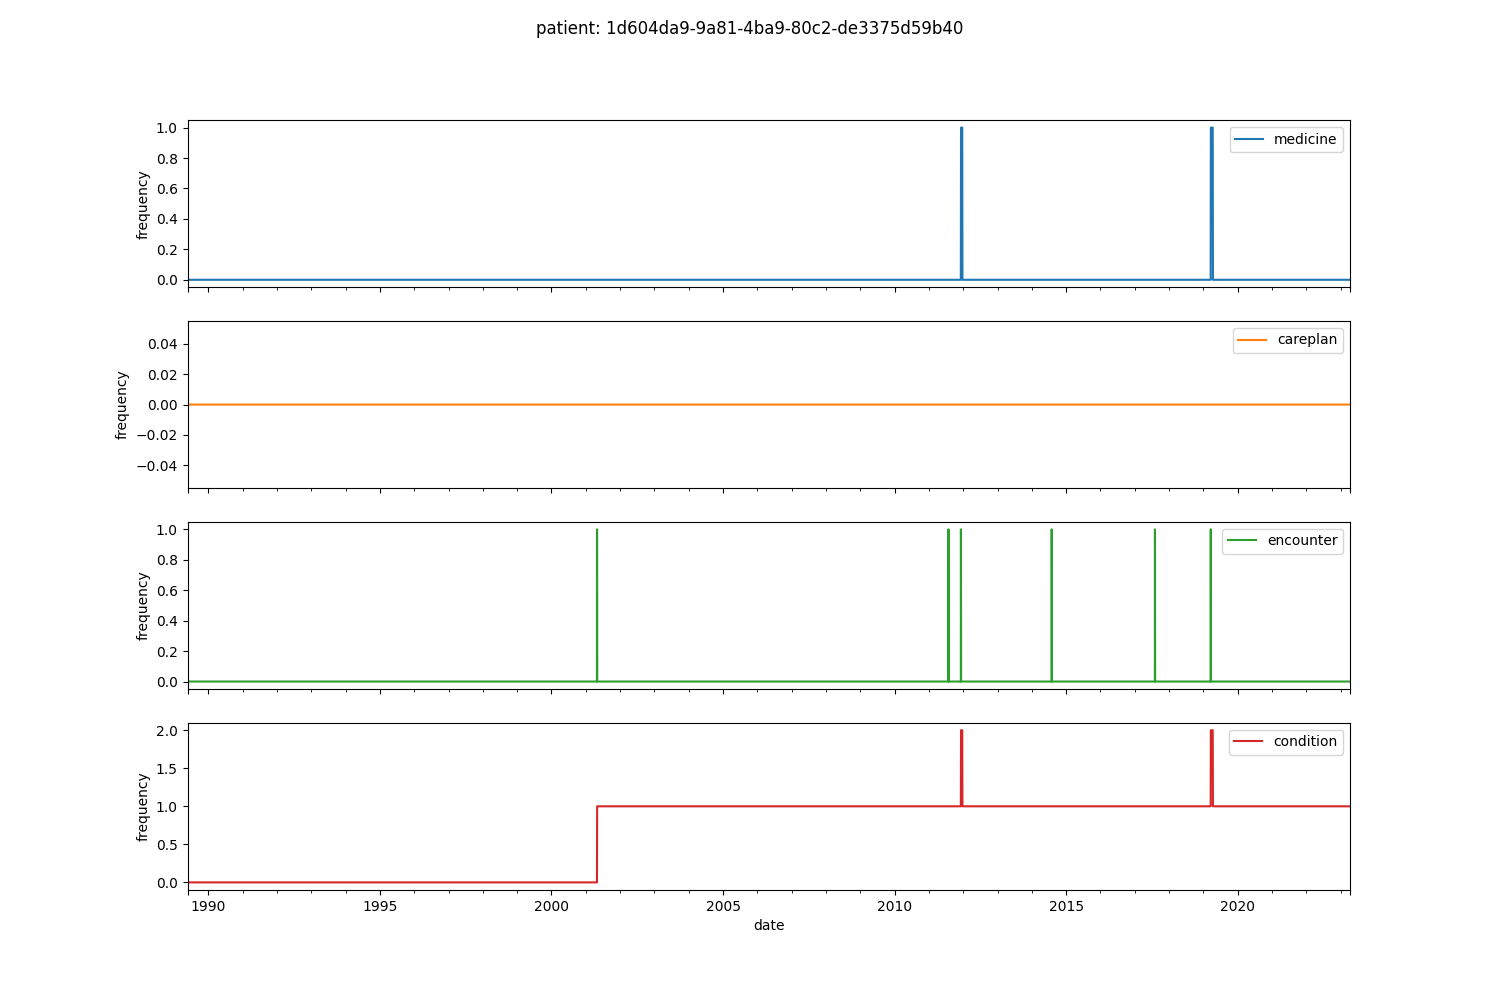 patient: 1d604da9-9a81-4ba9-80c2-de3375d59b40
1.0
0.8
0.6
0.4
0.2
0.0
frequency
medicine
0.04
0.02
0.00
−0.02
−0.04
frequency
careplan
1.0
0.8
0.6
0.4
0.2
0.0
frequency
encounter
2.0
1.5
1.0
0.5
0.0
frequency
condition
1990 1995 2000 2005 2010 2015 2020
date